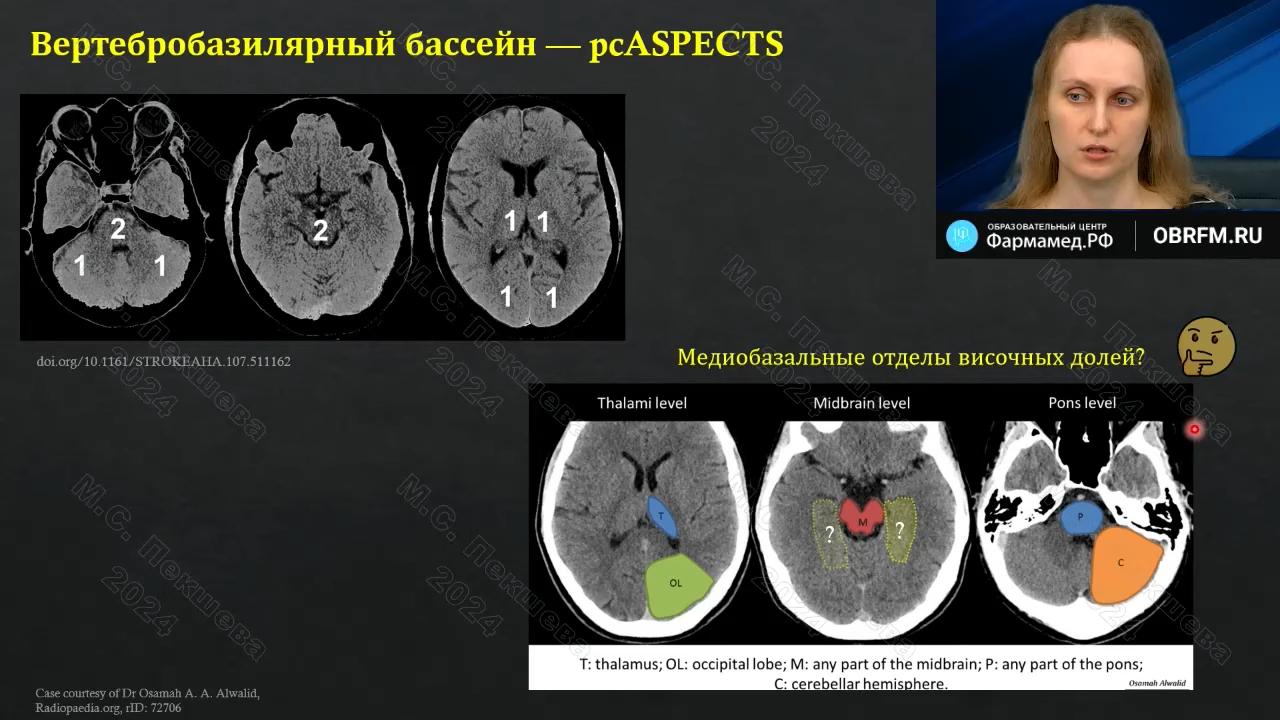 Вертебробазилярный бассейн — pcASPECTS
2
1 1
2
1 1
1 1
ОБРАЗОВАТЕЛЬНЫЙ ЦЕНТР
Фармамед.РФ
OBRFM.RU
doi.org/10.1161/STROKEAHA.107.511162
Медиобазальные отделы височных долей?
Thalami level Midbrain level Pons level
T
OL
? M ?
P
C
T: thalamus; OL: occipital lobe; M: any part of the midbrain; P: any part of the pons;
C: cerebellar hemisphere.
Osamah Alwalid
Case courtesy of Dr Osamah A. A. Alwalid,
Radiopaedia.org, rID: 72706
М.С. Пекшева
2024